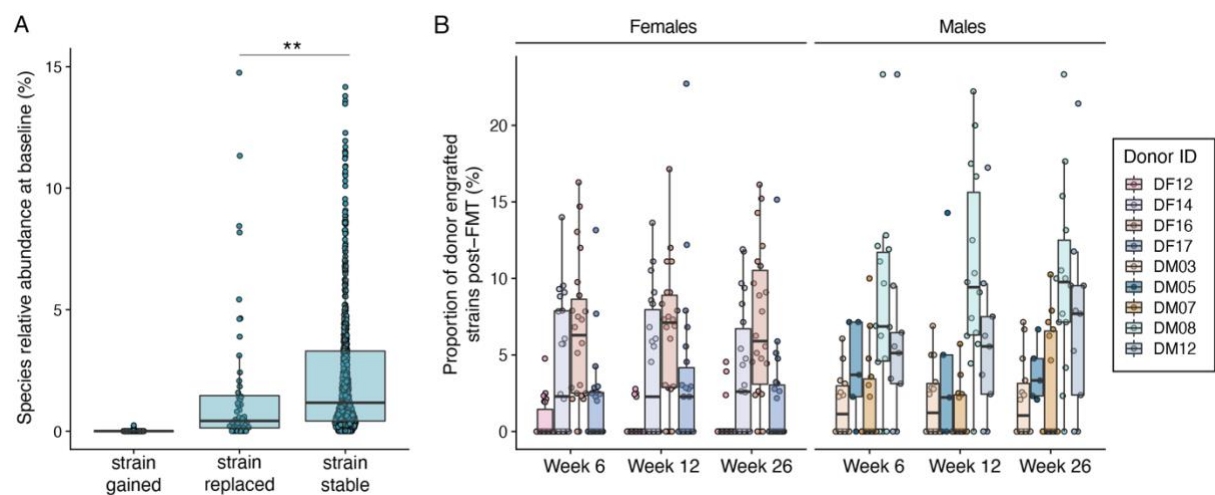 A
Species relative abundance at baseline (%)
15
10
5
0
**
strain
gained
strain
replaced
strain
stable
B
Females
Males
Proportion of donor engrafted
strains post−FMT (%)
20
15
10
5
0
Week 6
Week 12
Week 26
Week 6
Week 12
Week 26
Donor ID
DF12
DF14
DF16
DF17
DM03
DM05
DM07
DM08
DM12